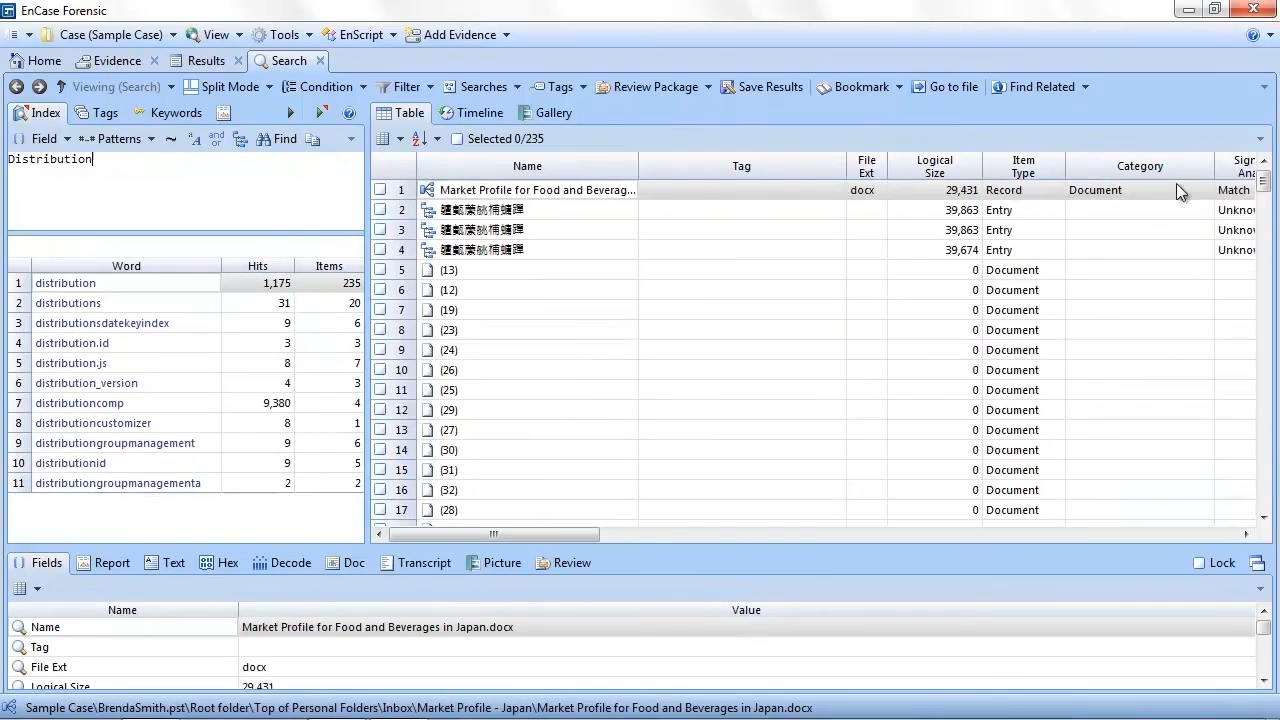 EnCase Forensic
Case (Sample Case) View Tools EnScript Add Evidence
Home Evidence Results Search
Viewing (Search) Split Mode Condition Filter Searches Tags Review Package Save Results Bookmark Go to file Find Related
Index Tags Keywords
Table Timeline Gallery
Field Patterns Find
Selected 0/235
Distribution
Word Hits Items
1 distribution 1,175 235
2 distributions 31 20
3 distributionsdatekeyindex 9 6
4 distribution.id 3 3
5 distribution.js 8 7
6 distribution_version 4 3
7 distributioncomp 9,380 4
8 distributioncustomizer 8 1
9 distributiongroupmanagement 9 6
10 distributionid 9 5
11 distributiongroupmanagementa 2 2
Name Tag File Ext Logical Size Item Type Category
1 Market Profile for Food and Beverag... docx 29,431 Record Document Match
2 39,863 Entry
3 39,863 Entry
4 39,674 Entry
5 (13) 0 Document
6 (12) 0 Document
7 (19) 0 Document
8 (23) 0 Document
9 (24) 0 Document
10 (26) 0 Document
11 (25) 0 Document
12 (29) 0 Document
13 (27) 0 Document
14 (30) 0 Document
15 (31) 0 Document
16 (32) 0 Document
17 (28) 0 Document
Fields Report Text Hex Decode Doc Transcript Picture Review Lock
Name Value
Name Market Profile for Food and Beverages in Japan.docx
Tag
File Ext docx
Logical Size 29,431
Sample Case\BrendaSmith.pst\Root folder\Top of Personal Folders\Inbox\Market Profile - Japan\Market Profile for Food and Beverages in Japan.docx